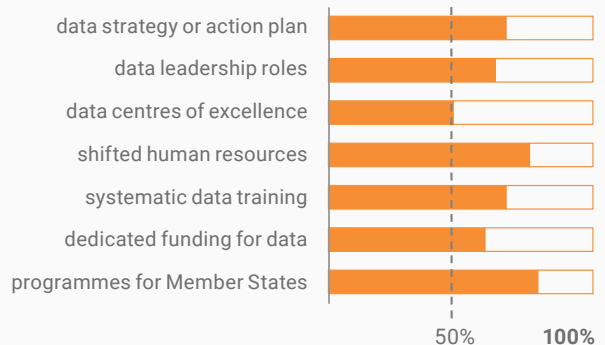 data strategy or action plan
data leadership roles
data centres of excellence
shifted human resources
systematic data training
dedicated funding for data
programmes for Member States
50% 100%